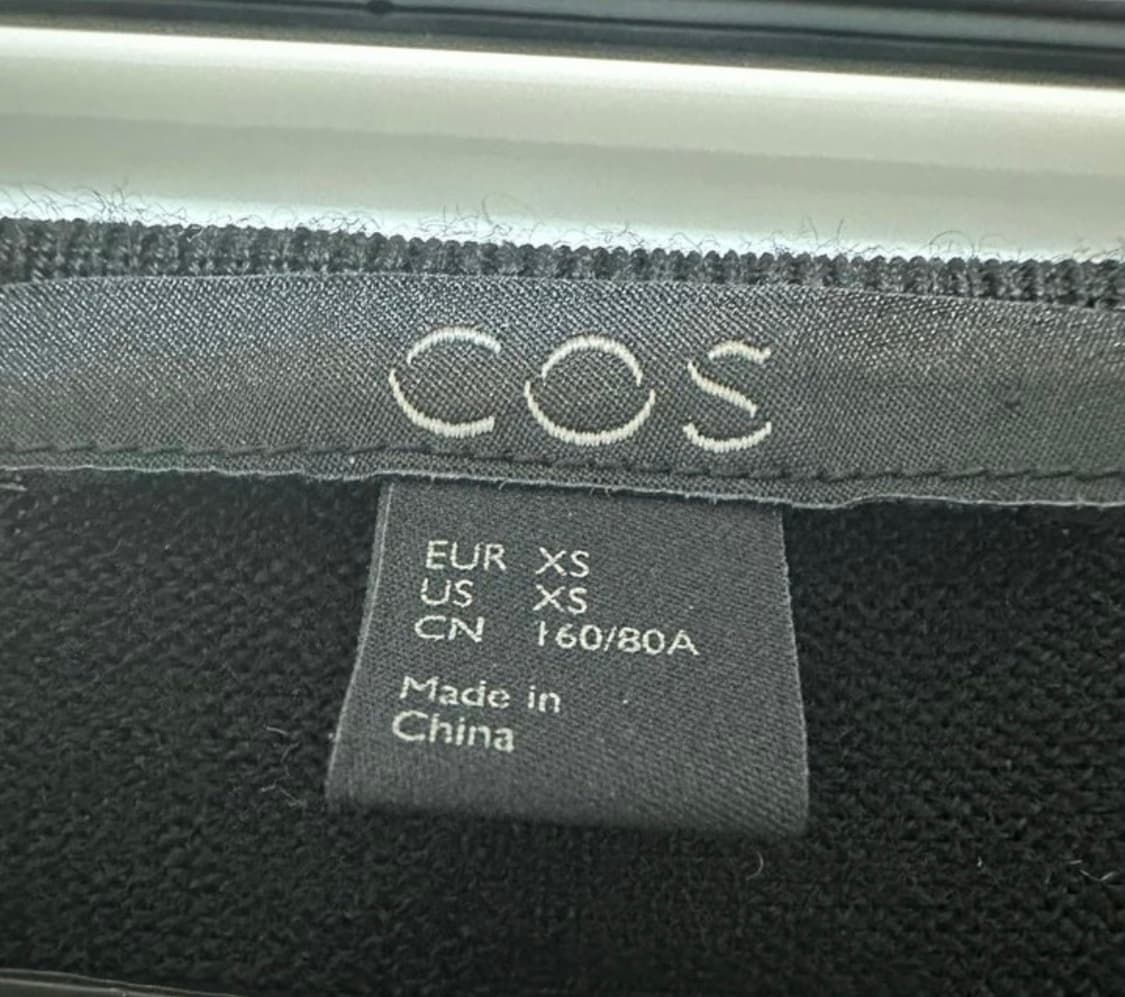 COS
EUR XS
US XS
CN 160/80A
Made in
China